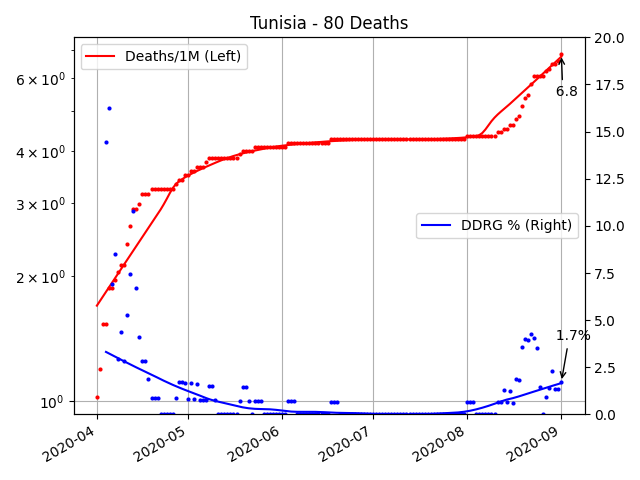 Tunisia - 80 Deaths
Deaths/1M (Left)
DDRG % (Right)
6.8
1.7%
6 × 10⁰
4 × 10⁰
3 × 10⁰
2 × 10⁰
10⁰
20.0
17.5
15.0
12.5
10.0
7.5
5.0
2.5
0.0
2020-04
2020-05
2020-06
2020-07
2020-08
2020-09